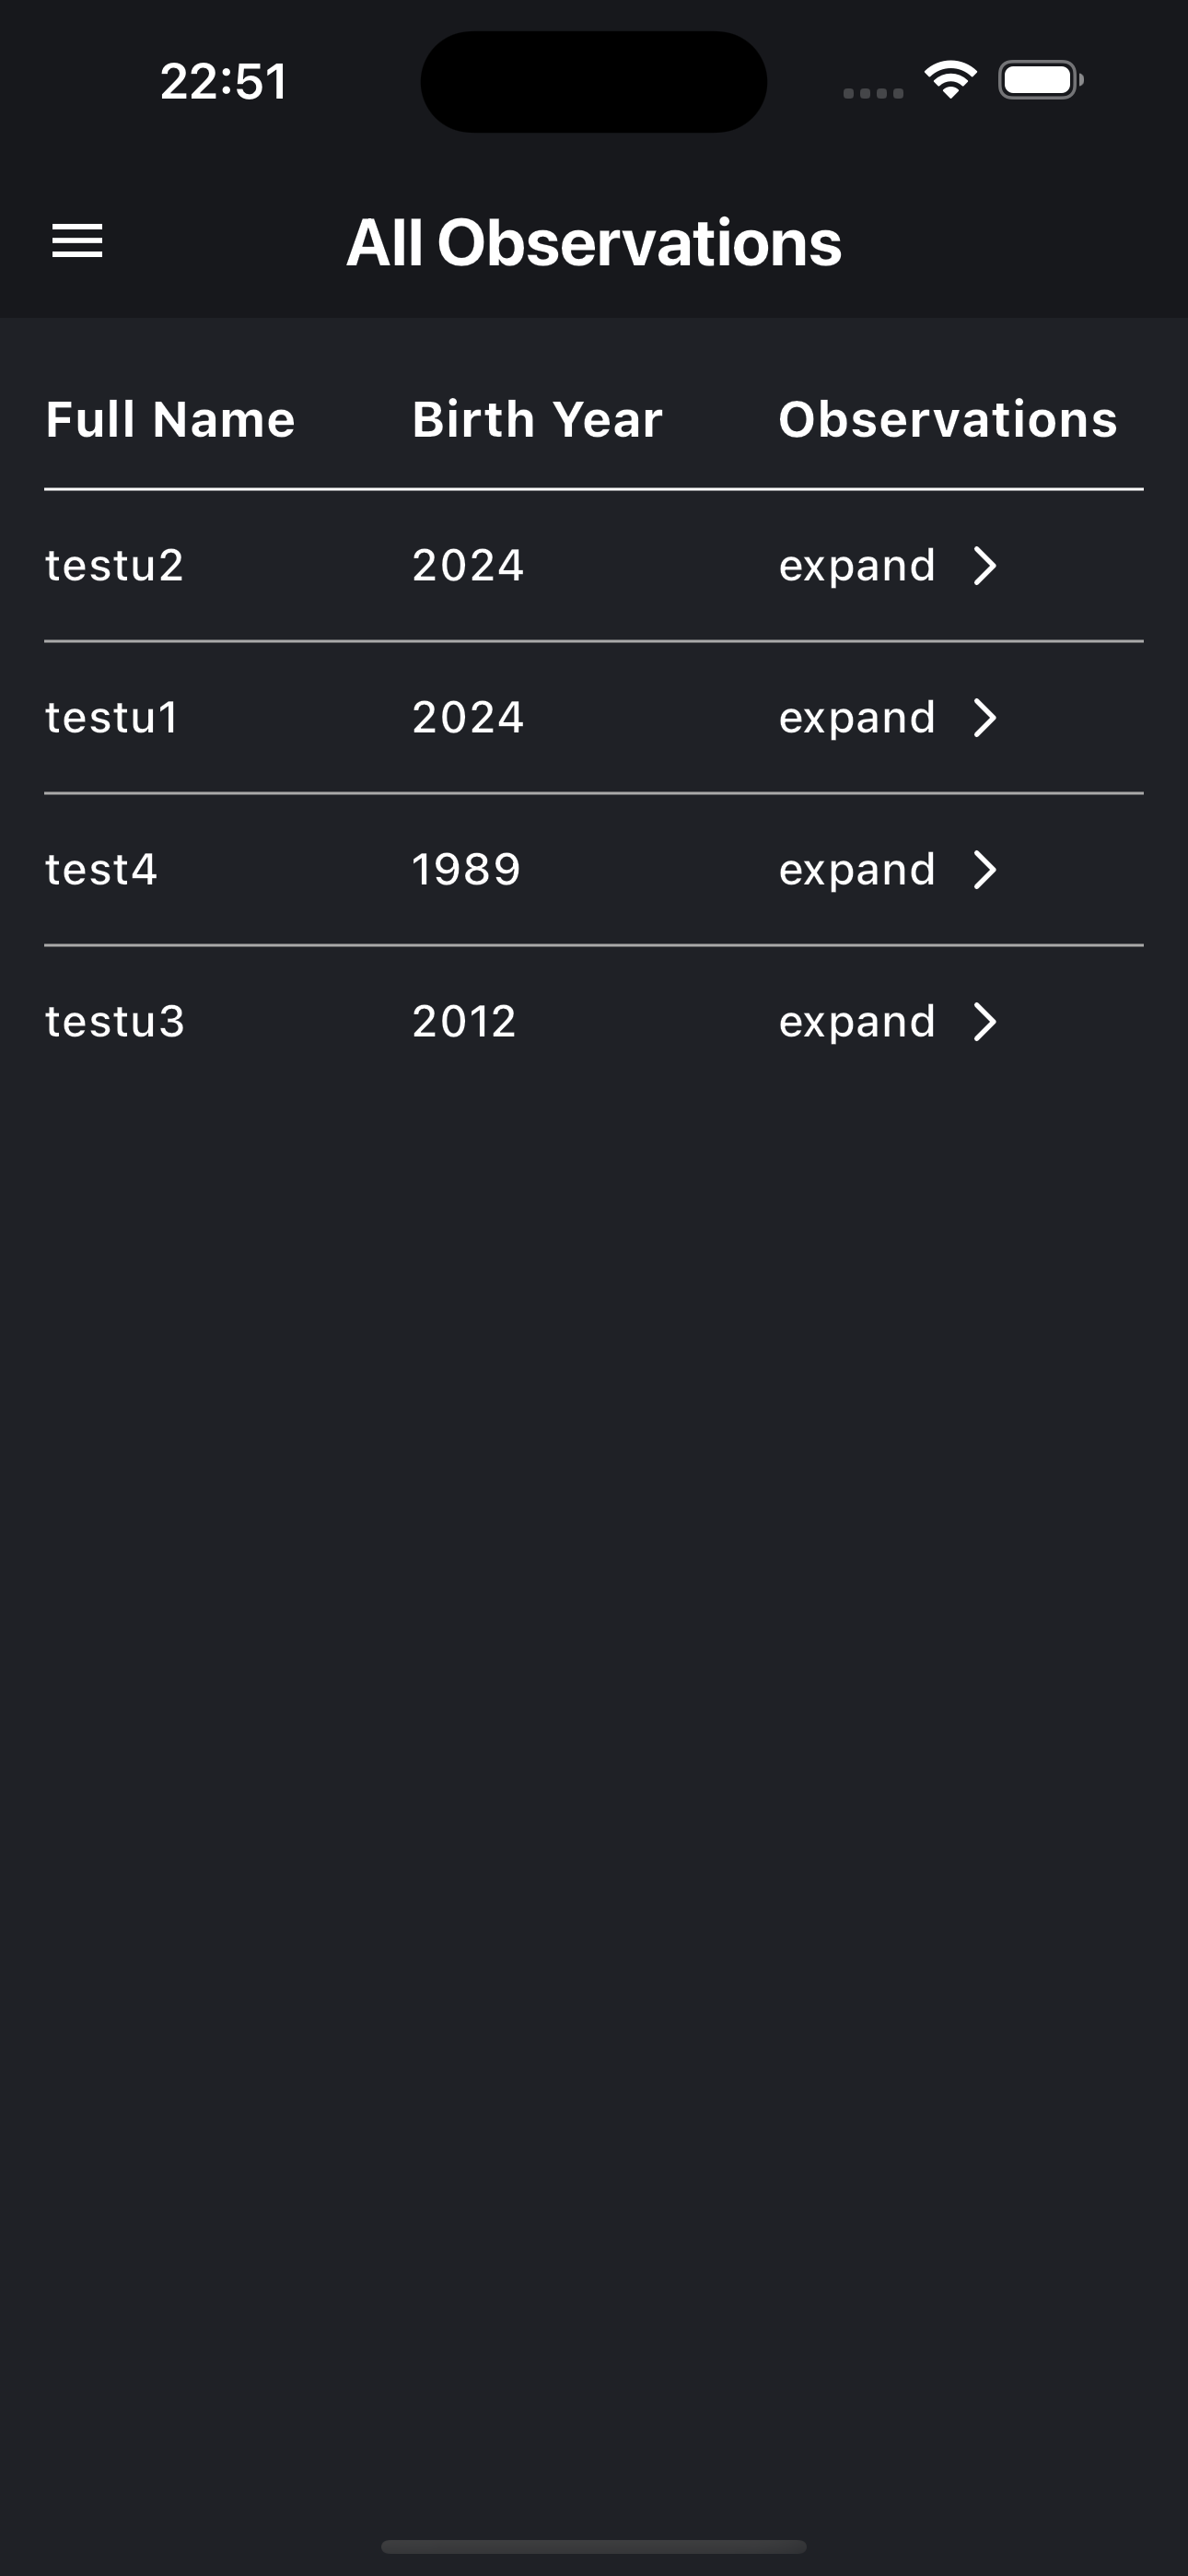 22:51
All Observations
Full Name Birth Year Observations
testu2 2024 expand
testu1 2024 expand
test4 1989 expand
testu3 2012 expand